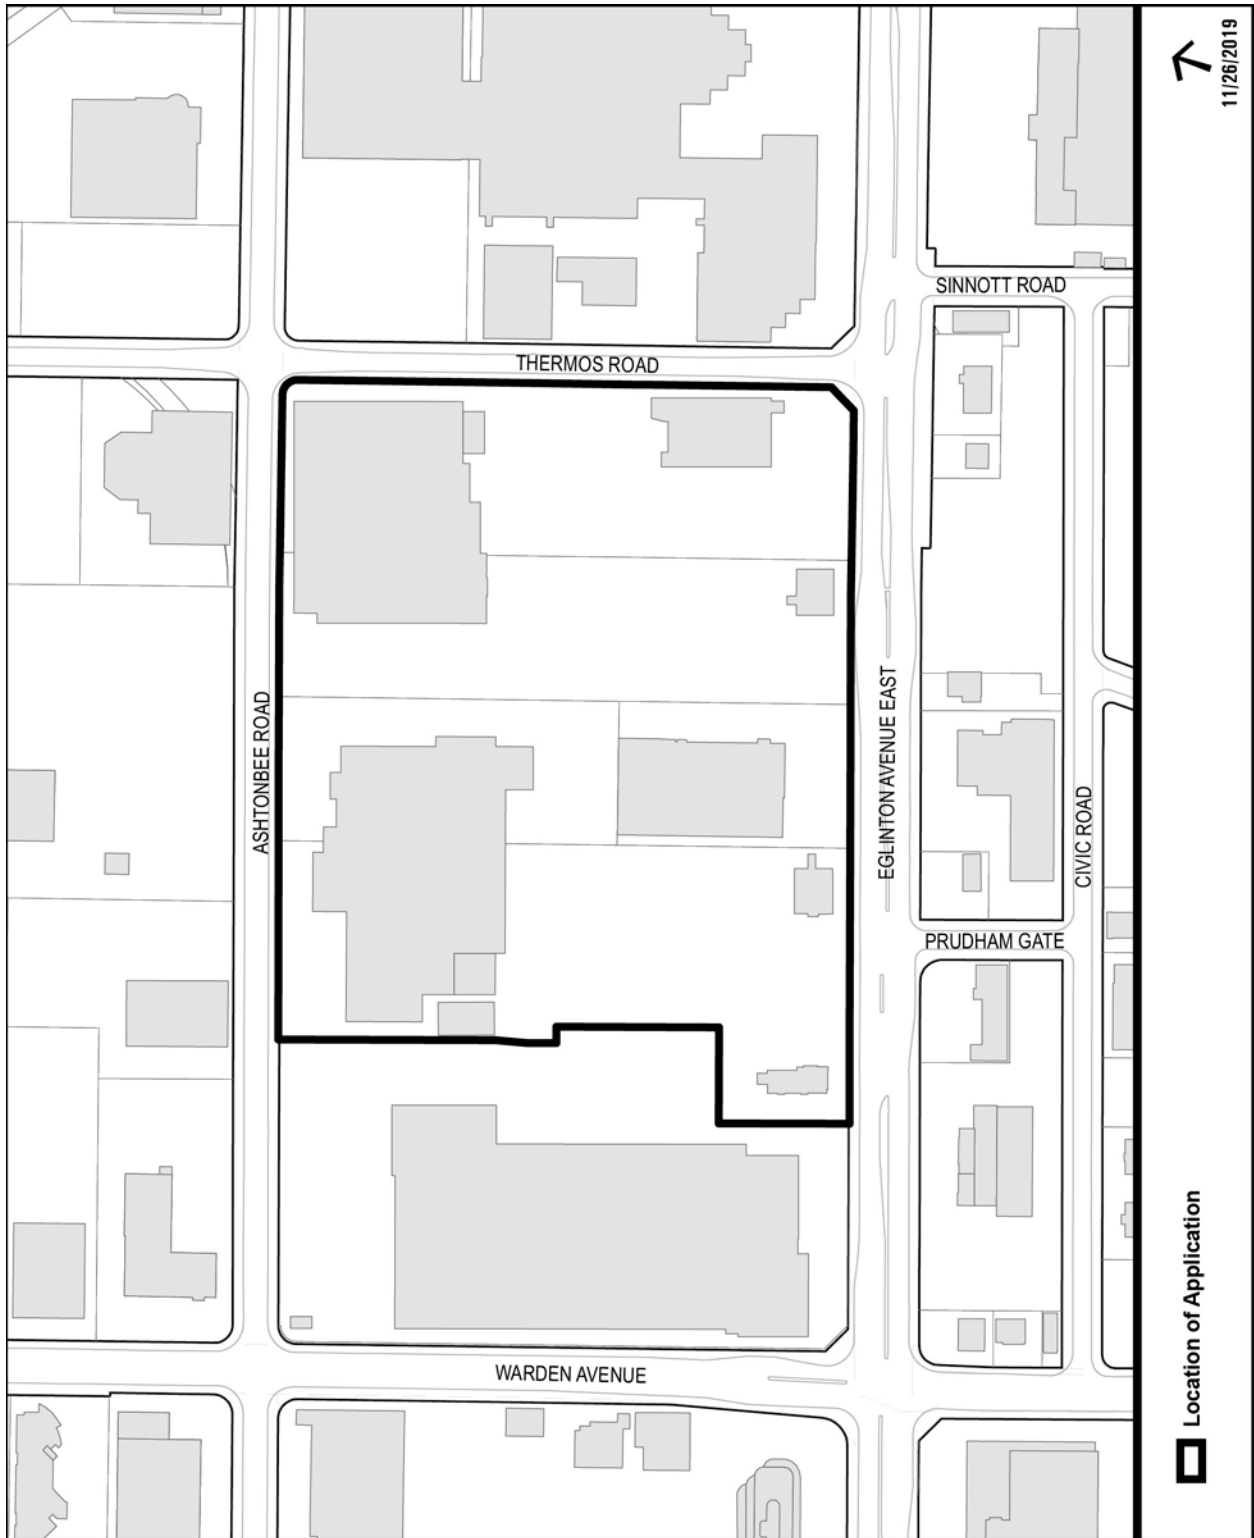 11/26/2019
SINNOTT ROAD
THERMOS ROAD
ASHTONBEE ROAD
EGLINTON AVENUE EAST
CIVIC ROAD
PRUDHAM GATE
WARDEN AVENUE
Location of Application